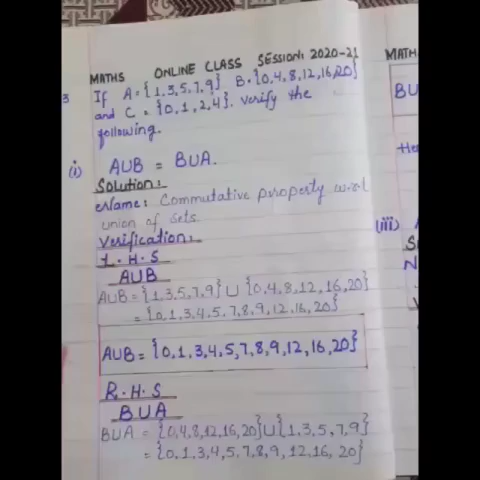 MATHS ONLINE CLASS SESSION: 2020-21
3 If A = {1,3,5,7,9} B = {0,4,8,12,16,20}
and C = {0,1,2,4}. Verify the
following.
(i) AUB = BUA.
Solution:
Name: Commutative property w.r.t
union of sets.
Verification:
L.H.S
AUB
AUB = {1,3,5,7,9} U {0,4,8,12,16,20}
= {0,1,3,4,5,7,8,9,12,16,20}
AUB = {0,1,3,4,5,7,8,9,12,16,20}
R.H.S
BUA
BUA = {0,4,8,12,16,20}U{1,3,5,7,9}
= {0,1,3,4,5,7,8,9,12,16,20}
MATH
BU
(iii)